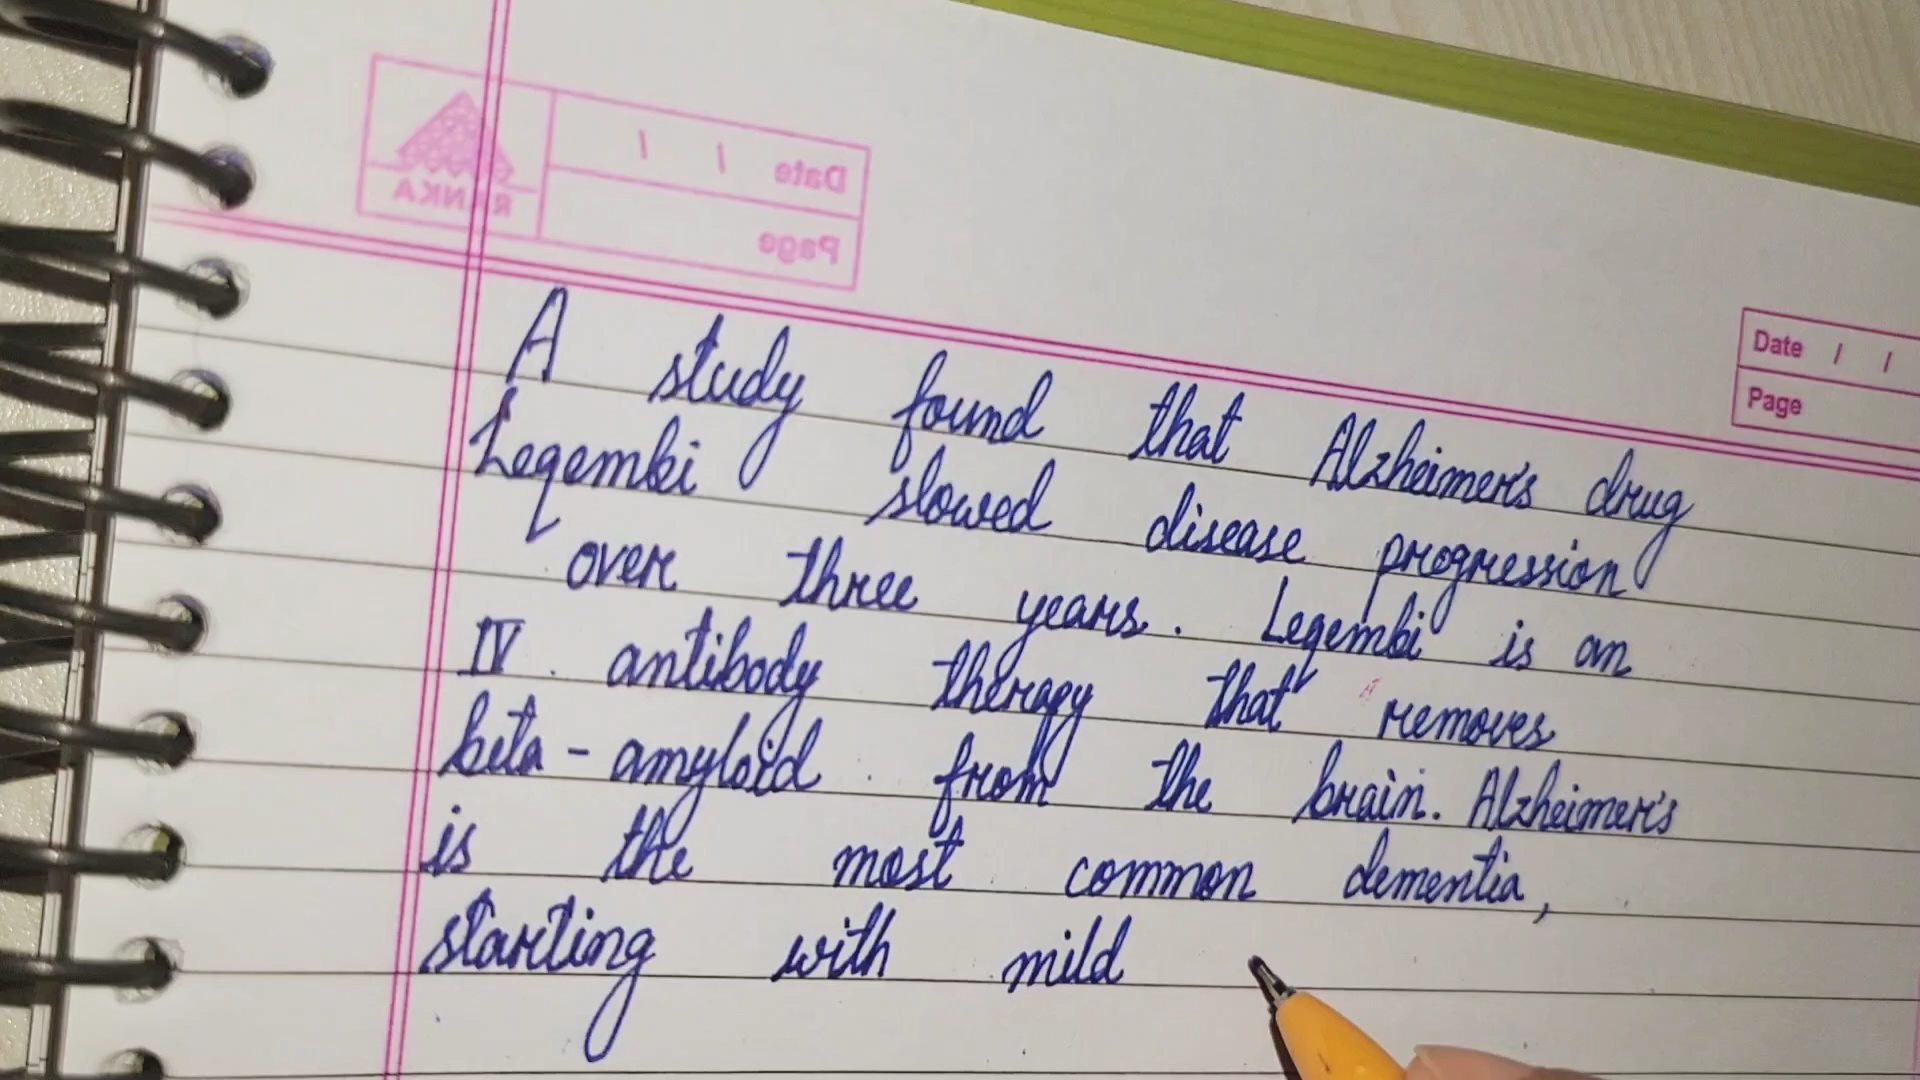 RANKA
Date / /
Page
Date / /
Page
A study found that Alzheimer's drug
Leqembi slowed disease progression
over three years. Leqembi is an
IV antibody therapy that removes
beta-amyloid from the brain. Alzheimer's
is the most common dementia,
starting with mild